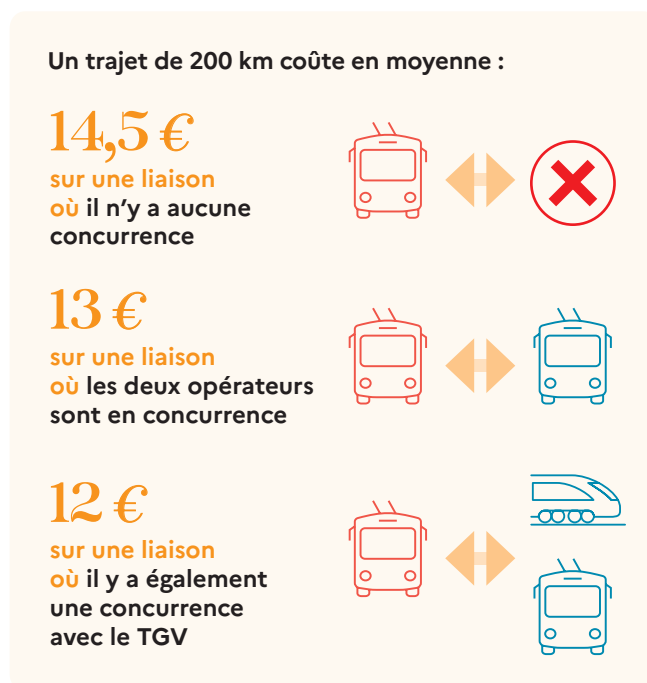 Un trajet de 200 km coûte en moyenne :
14,5 €
sur une liaison
où il n’y a aucune
concurrence
13 €
sur une liaison
où les deux opérateurs
sont en concurrence
12 €
sur une liaison
où il y a également
une concurrence
avec le TGV